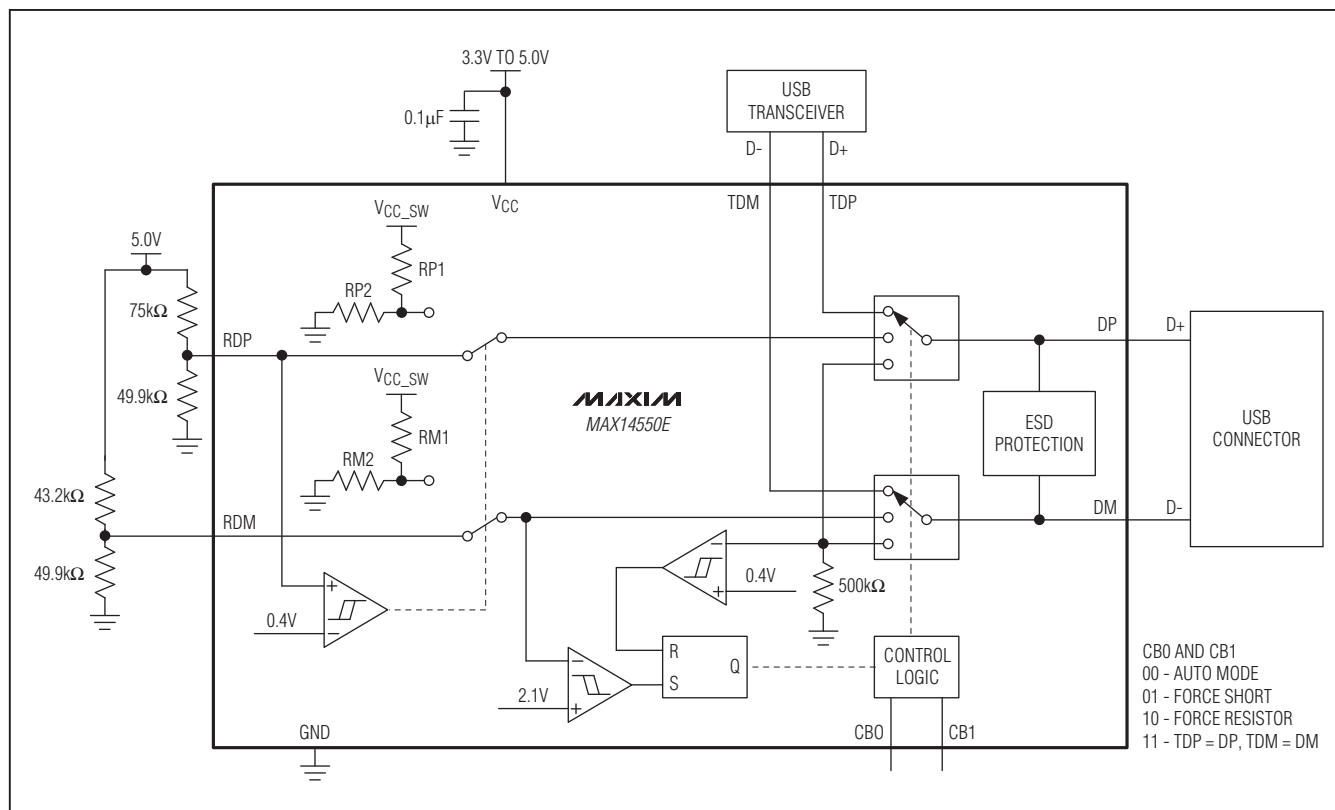 3.3V TO 5.0V
0.1µF
USB
TRANSCEIVER
D-
D+
TDM
TDP
VCC
VCC_SW
5.0V
RP1
RP2
75kΩ
RDP
DP
D+
VCC_SW
49.9kΩ
MAXIM
MAX14550E
RM1
RM2
ESD
PROTECTION
USB
CONNECTOR
43.2kΩ
RDM
DM
D-
49.9kΩ
+
0.4V
-
-
+
0.4V
500kΩ
R
S
Q
-
2.1V
+
CONTROL
LOGIC
GND
CB0
CB1
CB0 AND CB1
00 - AUTO MODE
01 - FORCE SHORT
10 - FORCE RESISTOR
11 - TDP = DP, TDM = DM